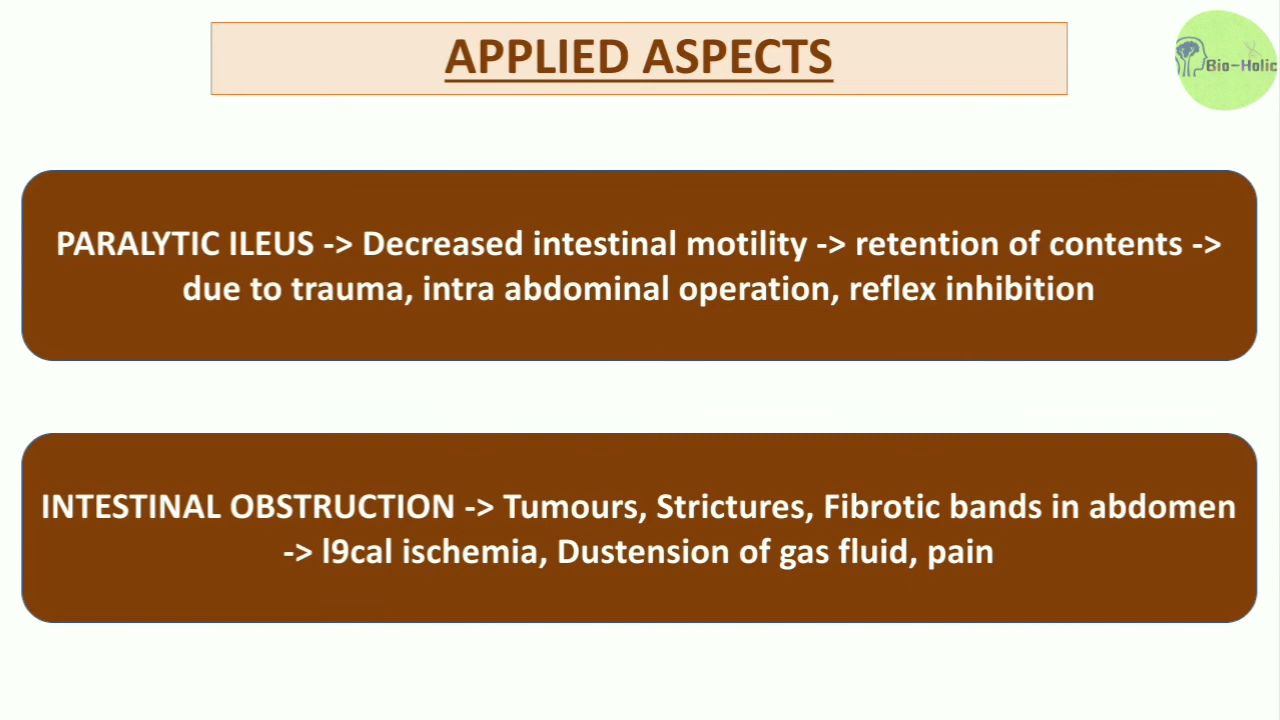 APPLIED ASPECTS
Bio-Holic
PARALYTIC ILEUS -> Decreased intestinal motility -> retention of contents ->
due to trauma, intra abdominal operation, reflex inhibition
INTESTINAL OBSTRUCTION -> Tumours, Strictures, Fibrotic bands in abdomen
-> l9cal ischemia, Dustension of gas fluid, pain